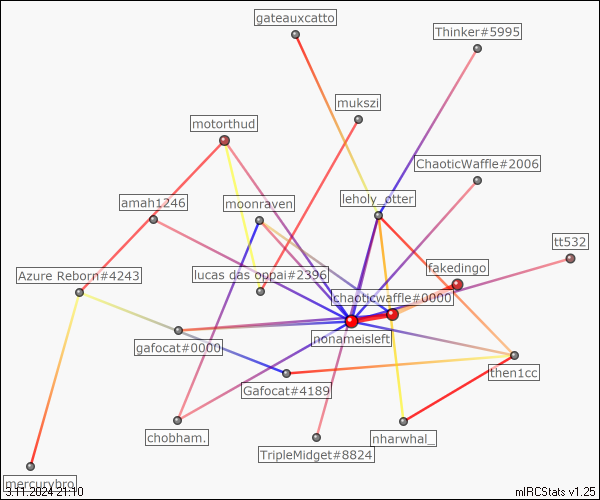 gateauxcatto
Thinker#5995
mukszi
motorthud
ChaoticWaffle#2006
amah1246
moonraven
leholy_otter
tt532
Azure Reborn#4243
lucas das oppai#2396
fakedingo
chaoticwaffle#0000
gafocat#0000
nonameisleft
then1cc
Gafocat#4189
chobham.
nharwhal_
TripleMidget#8824
mercurybro
3.11.2024 21:10
mIRCStats v1.25